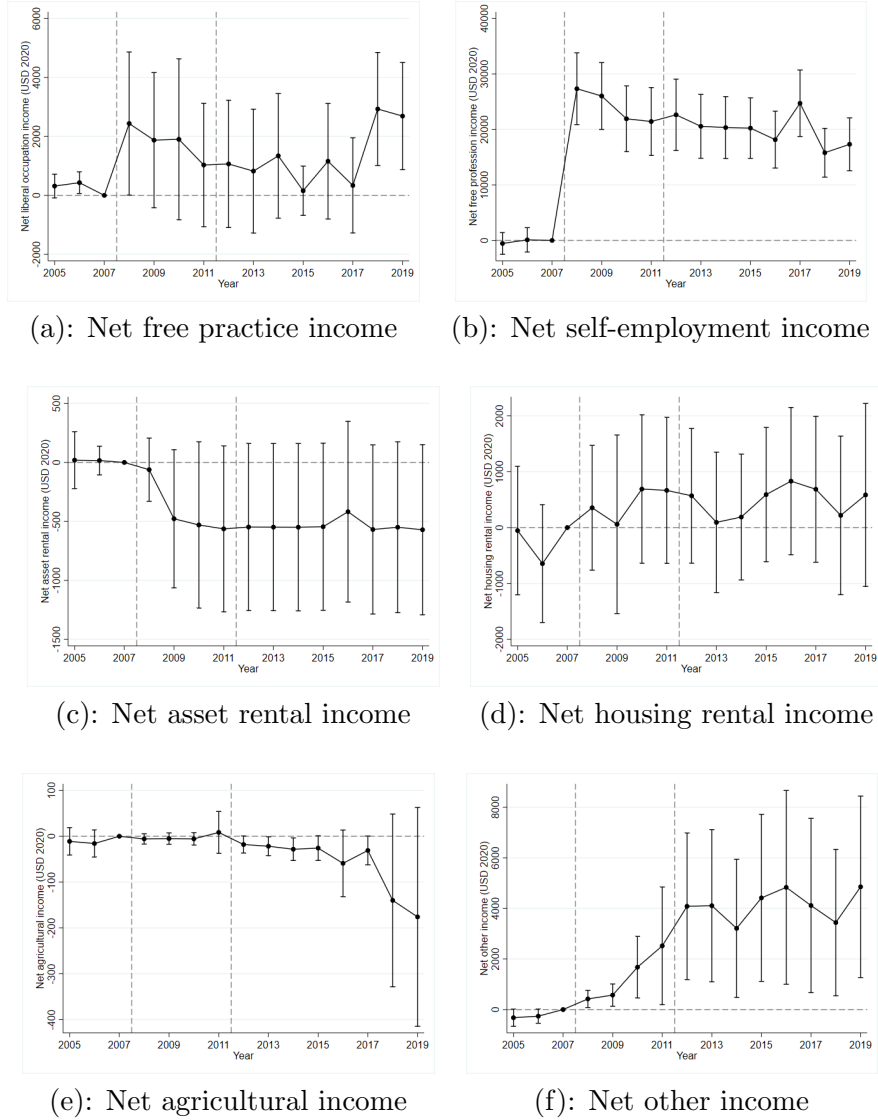 6000
4000
2000
0
-2000
Net liberal occupation income (USD 2020)
2005 2007 2009 2011 2013 2015 2017 2019
Year
(a): Net free practice income
40000
30000
20000
10000
0
Net free profession income (USD 2020)
2005 2007 2009 2011 2013 2015 2017 2019
Year
(b): Net self-employment income
500
0
-500
-1000
-1500
Net asset rental income (USD 2020)
2005 2007 2009 2011 2013 2015 2017 2019
Year
(c): Net asset rental income
2000
1000
0
-1000
-2000
Net housing rental income (USD 2020)
2005 2007 2009 2011 2013 2015 2017 2019
Year
(d): Net housing rental income
100
0
-100
-200
-300
-400
Net agricultural income (USD 2020)
2005 2007 2009 2011 2013 2015 2017 2019
Year
(e): Net agricultural income
8000
6000
4000
2000
0
Net other income (USD 2020)
2005 2007 2009 2011 2013 2015 2017 2019
Year
(f): Net other income